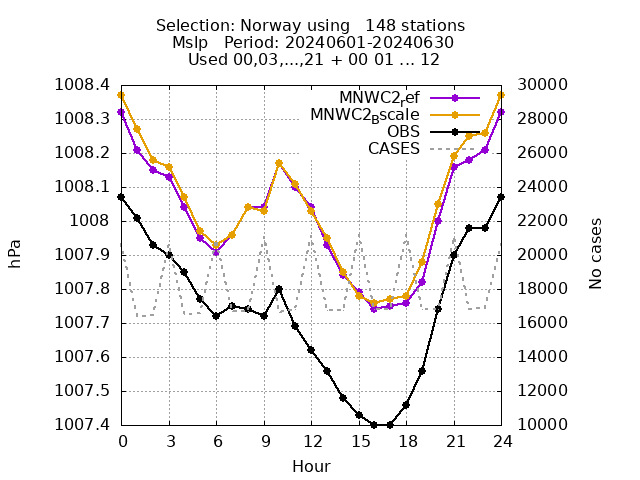 Selection: Norway using   148 stations
Mslp   Period: 20240601-20240630
Used 00,03,...,21 + 00 01 ... 12
1008.4 30000
MNWC2ref
1008.3 MNWC2Bscale 28000
OBS
1008.2 CASES 26000
1008.1 24000
1008 22000
1007.9 20000
1007.8 18000
1007.7 16000
1007.6 14000
1007.5 12000
1007.4 10000
hPa
No cases
0 3 6 9 12 15 18 21 24
Hour